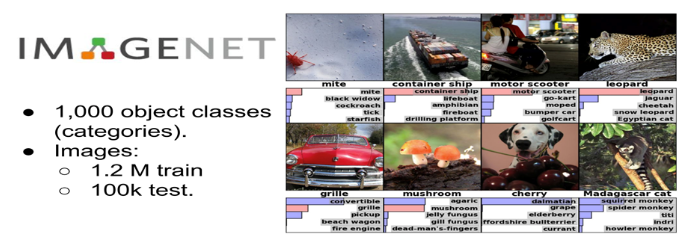 IMAGENET
1,000 object classes
(categories).
Images:
1.2 M train
100k test.
mite
container ship
motor scooter
leopard
mite
black widow
cockroach
tick
starfish
container ship
lifeboat
amphibian
fireboat
drilling platform
motor scooter
go-kart
moped
bumper car
golfcart
leopard
jaguar
cheetah
snow leopard
Egyptian cat
grille
mushroom
cherry
Madagascar cat
convertible
grille
pickup
beach wagon
fire engine
agaric
mushroom
jelly fungus
gill fungus
dead-man's-fingers
dalmatian
grape
elderberry
ffordshire bullterrier
currant
squirrel monkey
spider monkey
titi
indri
howler monkey